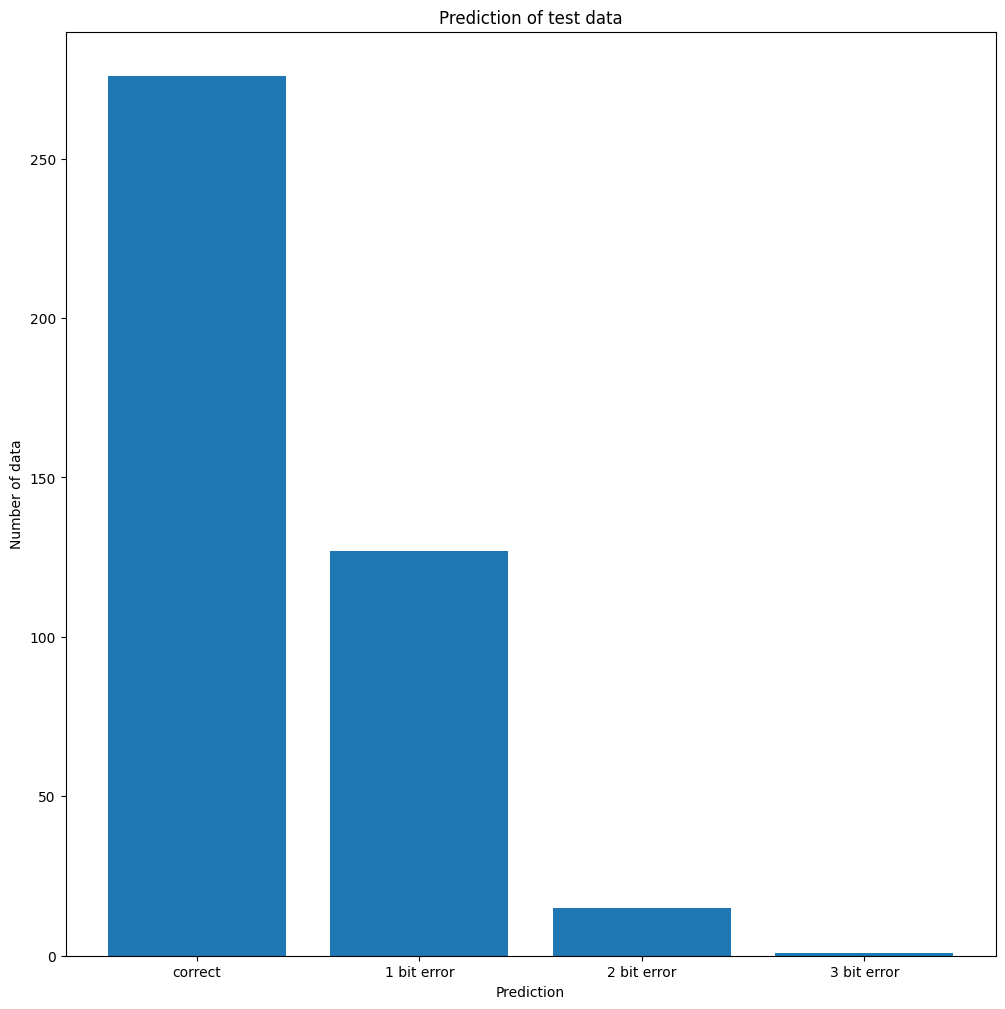 Prediction of test data
Number of data
250
200
150
100
50
0
correct
1 bit error
2 bit error
3 bit error
Prediction